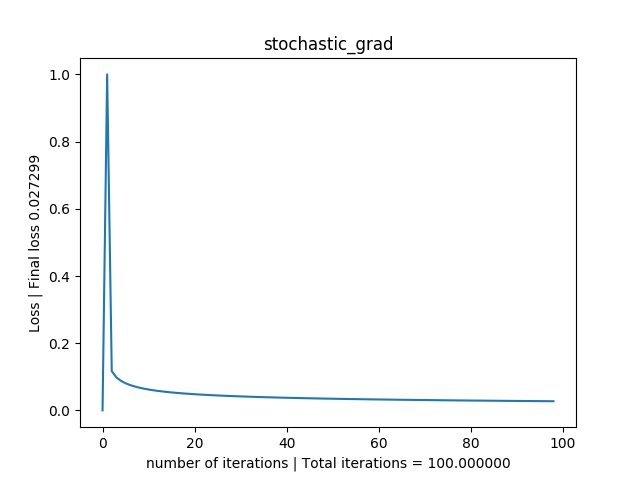 stochastic_grad
Loss | Final loss 0.027299
1.0
0.8
0.6
0.4
0.2
0.0
0 20 40 60 80 100
number of iterations | Total iterations = 100.000000